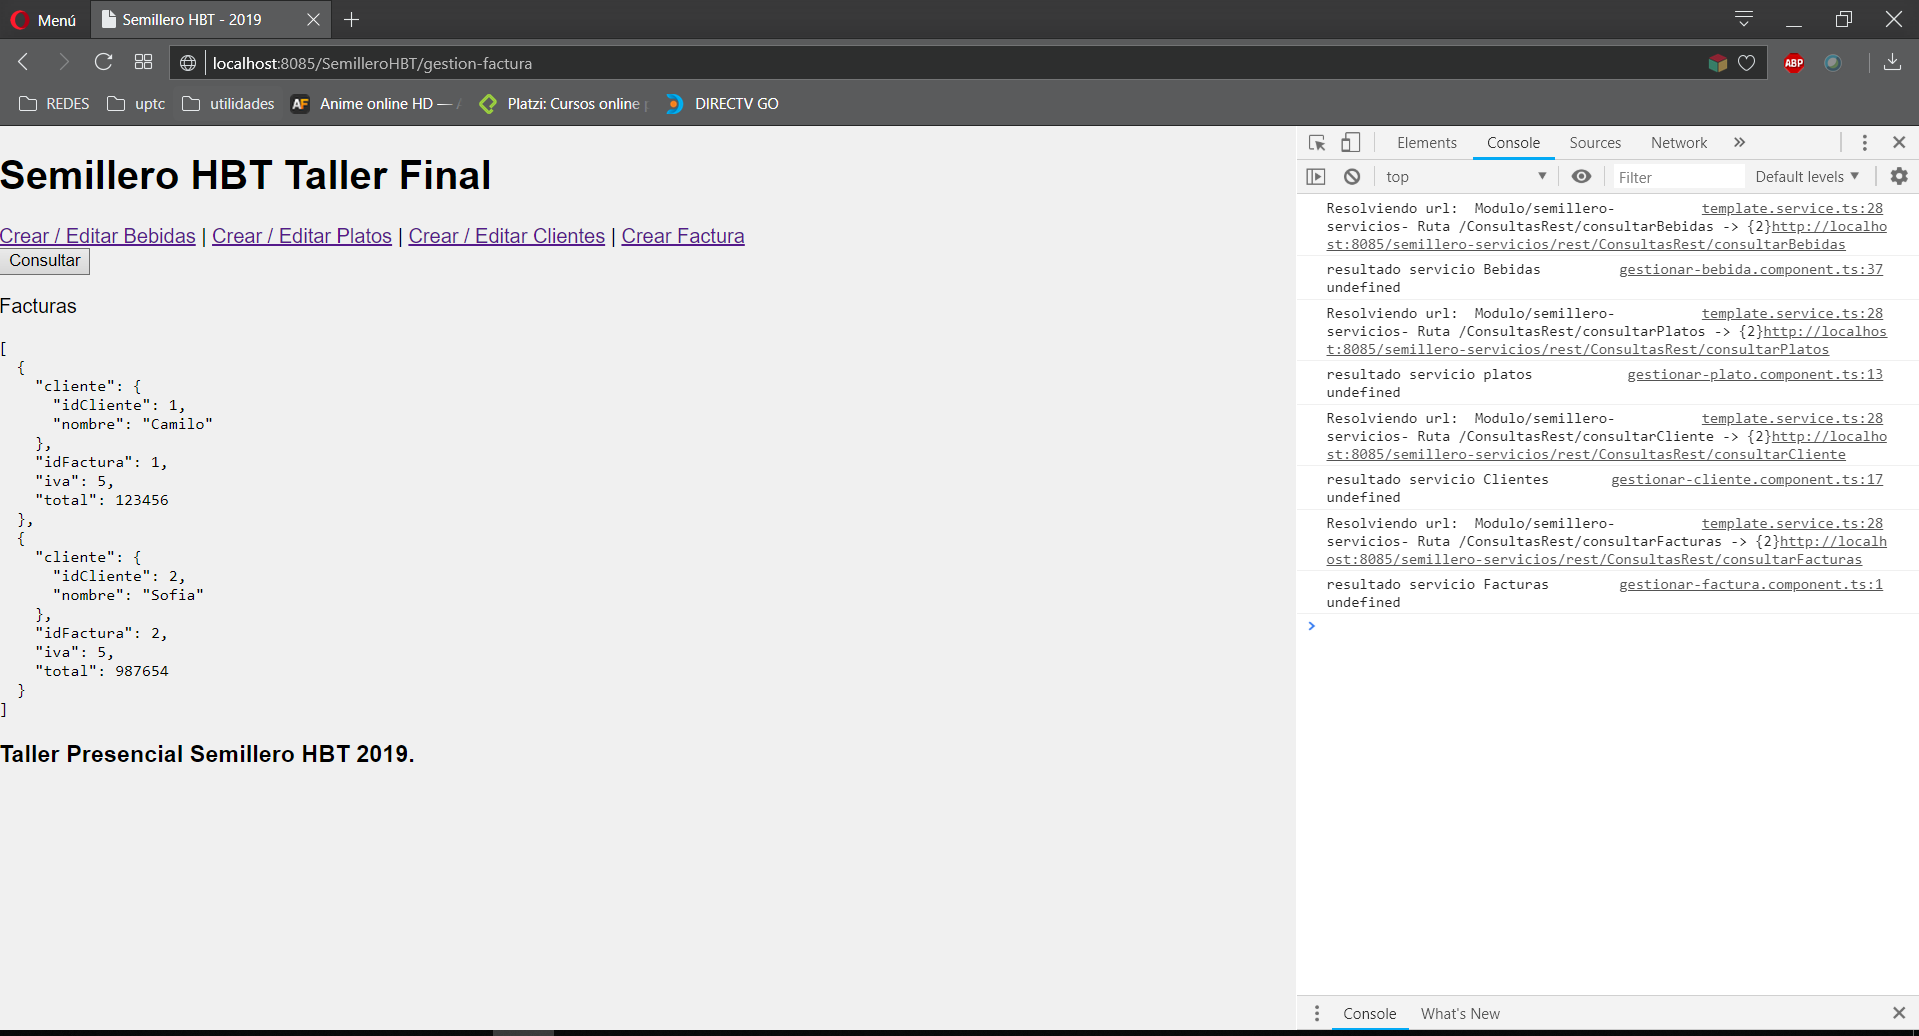 Menú
Semillero HBT - 2019
localhost:8085/SemilleroHBT/gestion-factura
ABP
REDES
uptc
utilidades
AF
Anime online HD —
Platzi: Cursos online
DIRECTV GO
Semillero HBT Taller Final
Crear / Editar Bebidas | Crear / Editar Platos | Crear / Editar Clientes | Crear Factura
Consultar
Facturas
[
  {
    "cliente": {
      "idCliente": 1,
      "nombre": "Camilo"
    },
    "idFactura": 1,
    "iva": 5,
    "total": 123456
  },
  {
    "cliente": {
      "idCliente": 2,
      "nombre": "Sofia"
    },
    "idFactura": 2,
    "iva": 5,
    "total": 987654
  }
]
Taller Presencial Semillero HBT 2019.
Elements Console Sources Network »
top Filter Default levels
Resolviendo url:  Modulo/semillero- template.service.ts:28
servicios- Ruta /ConsultasRest/consultarBebidas -> {2}http://localho
st:8085/semillero-servicios/rest/ConsultasRest/consultarBebidas
resultado servicio Bebidas gestionar-bebida.component.ts:37
undefined
Resolviendo url:  Modulo/semillero- template.service.ts:28
servicios- Ruta /ConsultasRest/consultarPlatos -> {2}http://localhos
t:8085/semillero-servicios/rest/ConsultasRest/consultarPlatos
resultado servicio platos gestionar-plato.component.ts:13
undefined
Resolviendo url:  Modulo/semillero- template.service.ts:28
servicios- Ruta /ConsultasRest/consultarCliente -> {2}http://localho
st:8085/semillero-servicios/rest/ConsultasRest/consultarCliente
resultado servicio Clientes gestionar-cliente.component.ts:17
undefined
Resolviendo url:  Modulo/semillero- template.service.ts:28
servicios- Ruta /ConsultasRest/consultarFacturas -> {2}http://localh
ost:8085/semillero-servicios/rest/ConsultasRest/consultarFacturas
resultado servicio Facturas gestionar-factura.component.ts:1
undefined
>
Console What's New